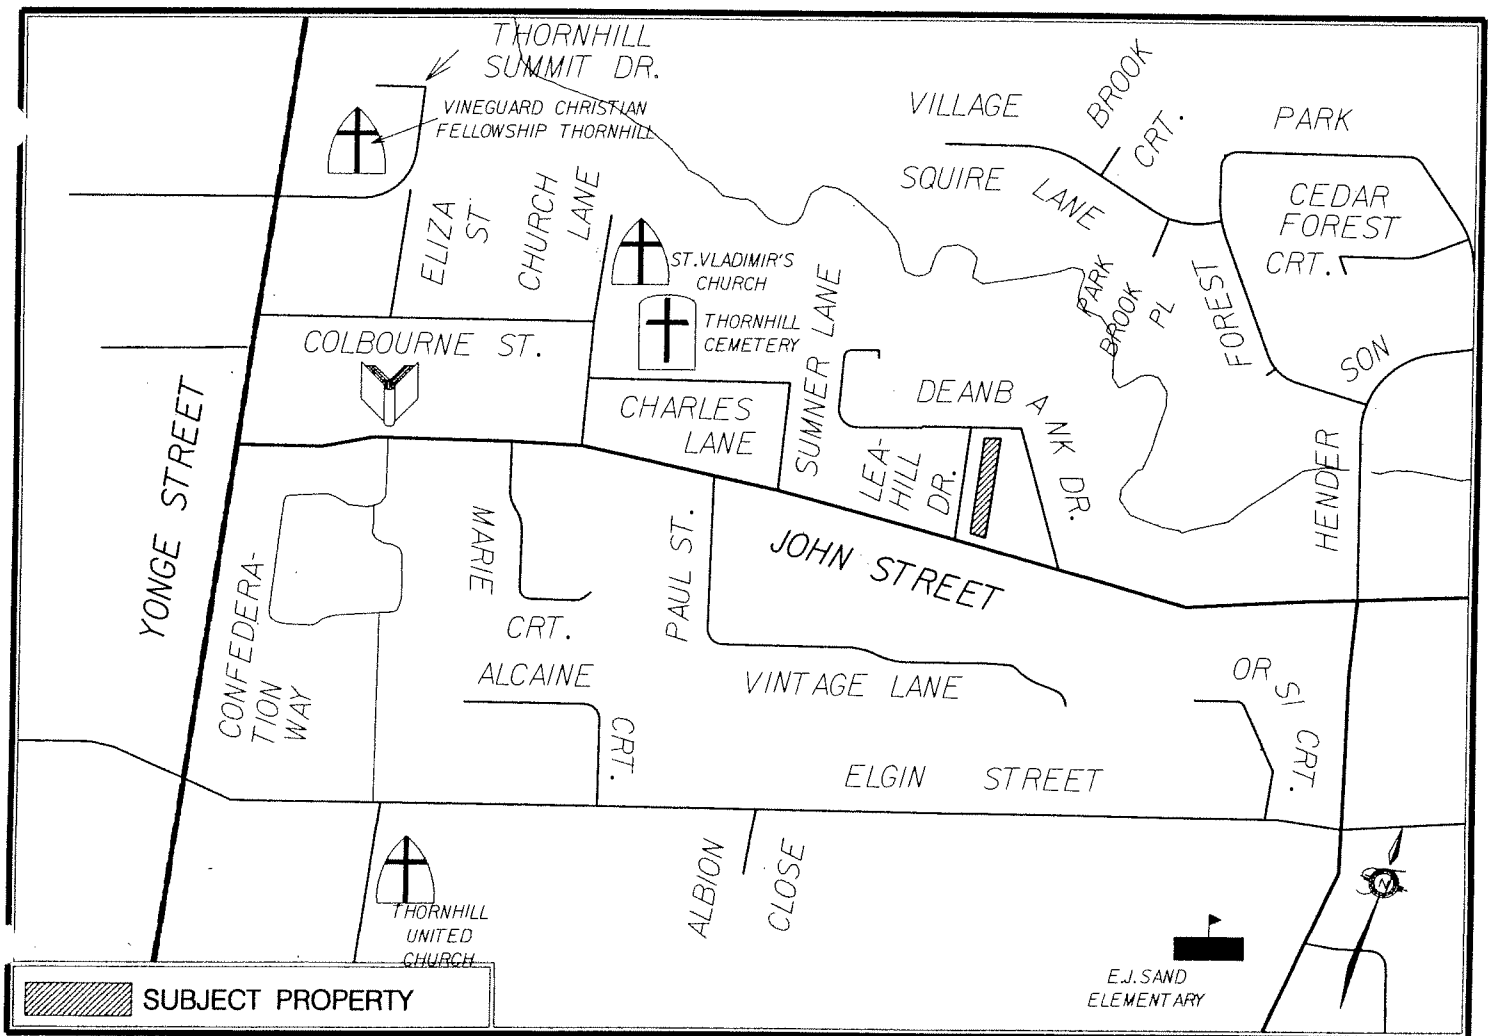 THORNHILL
SUMMIT DR.
VINEGUARD CHRISTIAN
FELLOWSHIP THORNHILL
VILLAGE
SQUIRE LANE
BROOK
CRT.
PARK
CEDAR
FOREST
CRT.
ELIZA
ST
CHURCH
LANE
ST.VLADIMIR'S
CHURCH
THORNHILL
CEMETERY
SUMNER LANE
PARK
BROOK
PL
FOREST
HENDER
SON
COLBOURNE ST.
CHARLES
LANE
DEANB A NK DR.
LEA-
HILL
DR.
YONGE STREET
JOHN STREET
CONFEDERA-
TION
WAY
MARIE
CRT.
PAUL ST.
ALCAINE
CRT.
VINTAGE LANE
OR SI CRT.
ELGIN STREET
THORNHILL
UNITED
CHURCH
ALBION
CLOSE
E.J.SAND
ELEMENTARY
N
SUBJECT PROPERTY